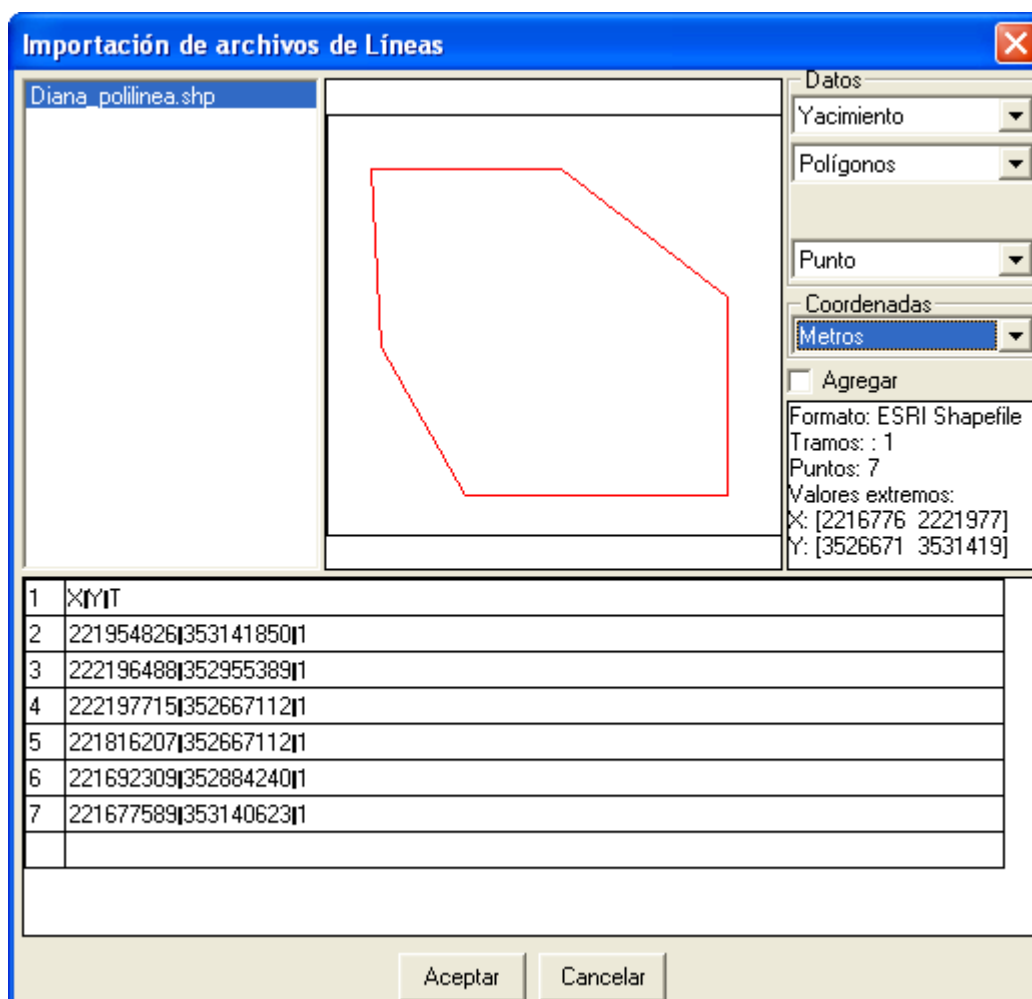 Importación de archivos de Líneas
Diana_polilinea.shp
Datos
Yacimiento
Polígonos
Punto
Coordenadas
Metros
Agregar
Formato: ESRI Shapefile
Tramos: : 1
Puntos: 7
Valores extremos:
X: [2216776 2221977]
Y: [3526671 3531419]
1 X|Y|T
2 221954826|353141850|1
3 222196488|352955389|1
4 222197715|352667112|1
5 221816207|352667112|1
6 221692309|352884240|1
7 221677589|353140623|1
Aceptar Cancelar